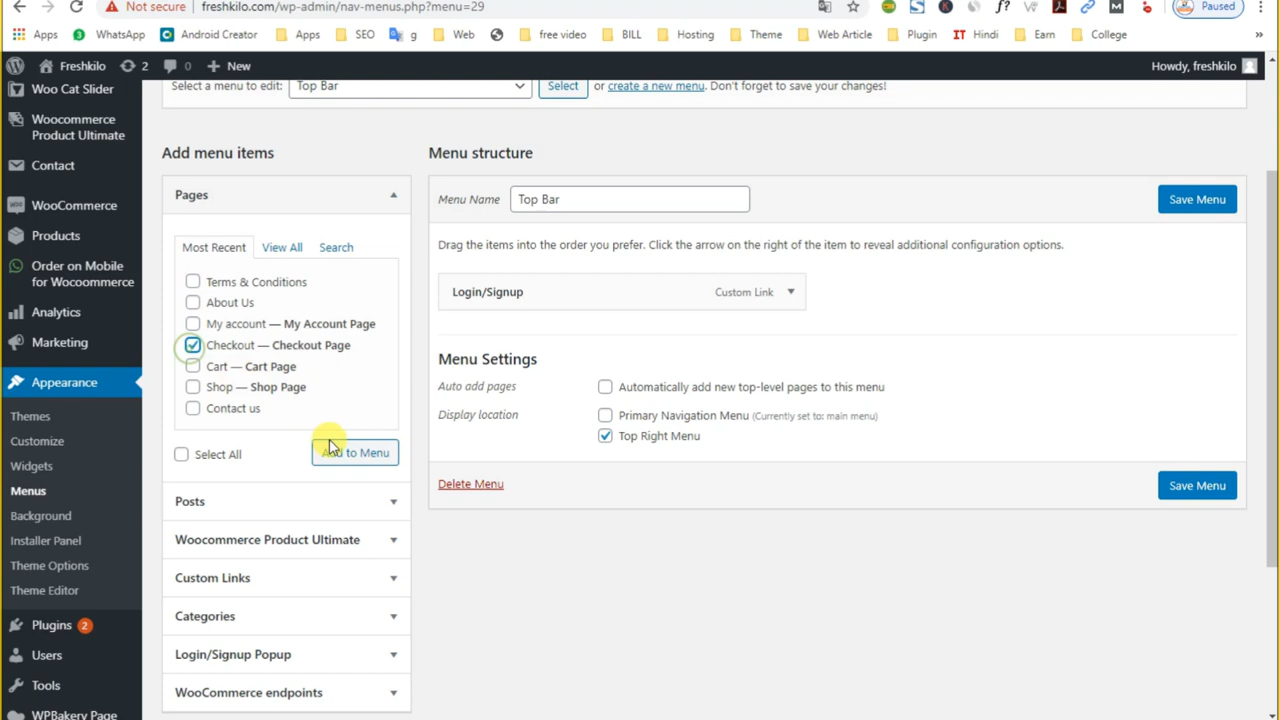 Not secure freshkilo.com/wp-admin/nav-menus.php?menu=29 Paused
Apps WhatsApp Android Creator Apps SEO g Web free video BILL Hosting Theme Web Article Plugin IT Hindi Earn College »
Freshkilo 2 0 + New Howdy, freshkilo
Woo Cat Slider
Woocommerce
Product Ultimate
Contact
WooCommerce
Products
Order on Mobile
for Wocoommerce
Analytics
Marketing
Appearance
Themes
Customize
Widgets
Menus
Background
Installer Panel
Theme Options
Theme Editor
Plugins 2
Users
Tools
WPBakery Page
Select a menu to edit: Top Bar Select or create a new menu. Don't forget to save your changes!
Add menu items
Pages
Most Recent View All Search
Terms & Conditions
About Us
My account — My Account Page
Checkout — Checkout Page
Cart — Cart Page
Shop — Shop Page
Contact us
Select All Add to Menu
Posts
Woocommerce Product Ultimate
Custom Links
Categories
Login/Signup Popup
WooCommerce endpoints
Menu structure
Menu Name Top Bar Save Menu
Drag the items into the order you prefer. Click the arrow on the right of the item to reveal additional configuration options.
Login/Signup Custom Link
Menu Settings
Auto add pages Automatically add new top-level pages to this menu
Display location Primary Navigation Menu (Currently set to: main menu)
Top Right Menu
Delete Menu Save Menu